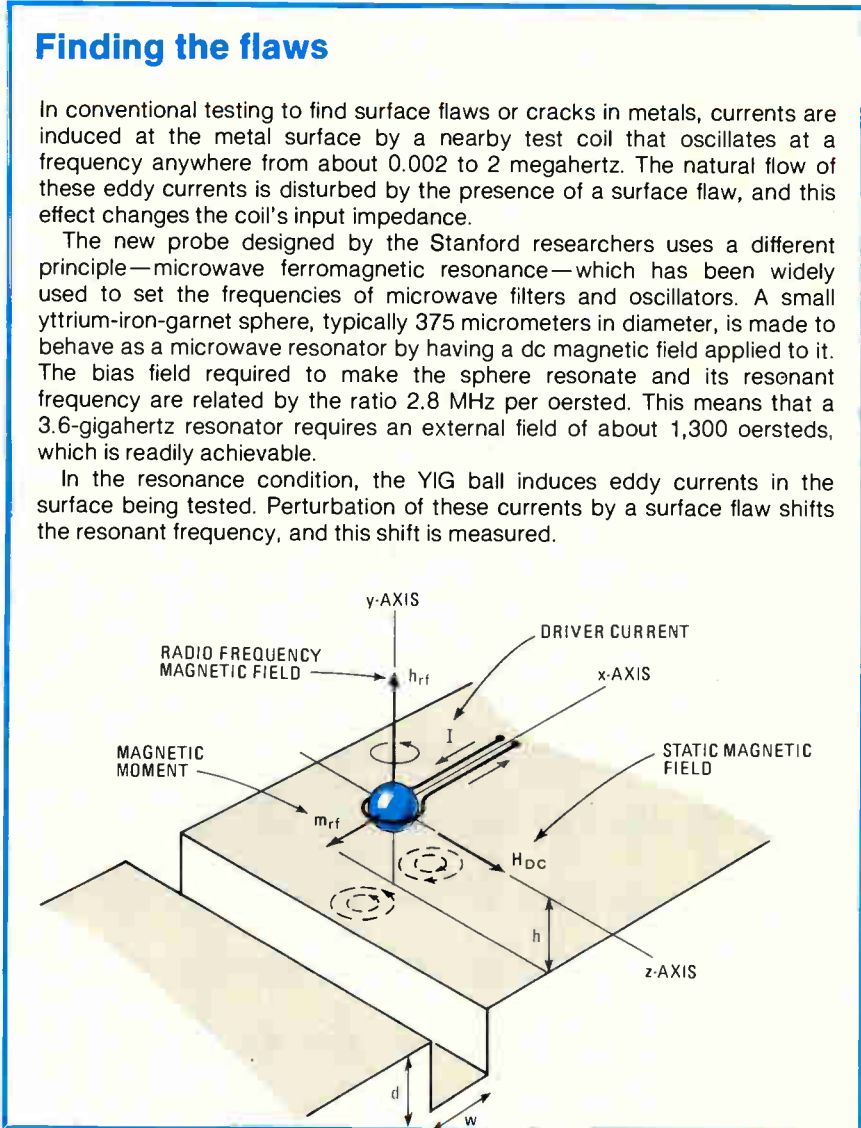 Finding the flaws
In conventional testing to find surface flaws or cracks in metals, currents are
induced at the metal surface by a nearby test coil that oscillates at a
frequency anywhere from about 0.002 to 2 megahertz. The natural flow of
these eddy currents is disturbed by the presence of a surface flaw, and this
effect changes the coil's input impedance.
The new probe designed by the Stanford researchers uses a different
principle—microwave ferromagnetic resonance—which has been widely
used to set the frequencies of microwave filters and oscillators. A small
yttrium-iron-garnet sphere, typically 375 micrometers in diameter, is made to
behave as a microwave resonator by having a dc magnetic field applied to it.
The bias field required to make the sphere resonate and its resonant
frequency are related by the ratio 2.8 MHz per oersted. This means that a
3.6-gigahertz resonator requires an external field of about 1,300 oersteds,
which is readily achievable.
In the resonance condition, the YIG ball induces eddy currents in the
surface being tested. Perturbation of these currents by a surface flaw shifts
the resonant frequency, and this shift is measured.
y-AXIS
DRIVER CURRENT
RADIO FREQUENCY
MAGNETIC FIELD
hrf
x-AXIS
I
MAGNETIC
MOMENT
STATIC MAGNETIC
FIELD
mrf
HDC
h
z-AXIS
d
w